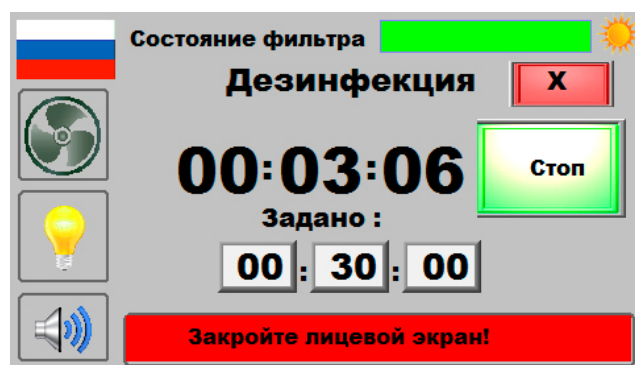 Состояние фильтра
Дезинфекция
X
00:03:06
Стоп
Задано :
00 : 30 : 00
Закройте лицевой экран!